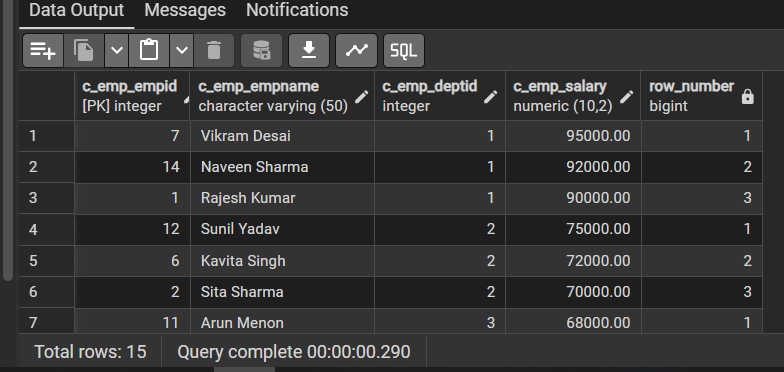 Data Output Messages Notifications
SQL
c_emp_empid c_emp_empname c_emp_deptid c_emp_salary row_number
[PK] integer character varying (50) integer numeric (10,2) bigint
1 7 Vikram Desai 1 95000.00 1
2 14 Naveen Sharma 1 92000.00 2
3 1 Rajesh Kumar 1 90000.00 3
4 12 Sunil Yadav 2 75000.00 1
5 6 Kavita Singh 2 72000.00 2
6 2 Sita Sharma 2 70000.00 3
7 11 Arun Menon 3 68000.00 1
Total rows: 15 Query complete 00:00:00.290